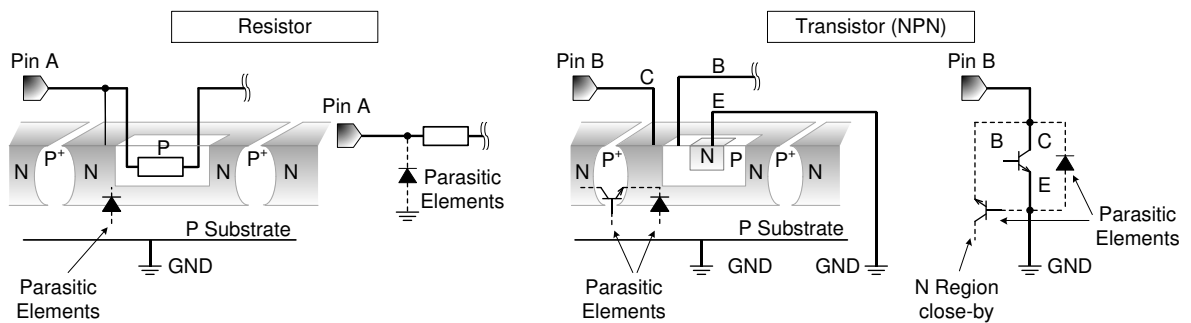 Resistor
Pin A
N
P+
N
P
N
P+
N
P Substrate
GND
Parasitic
Elements
Pin A
Parasitic
Elements
Transistor (NPN)
Pin B
C
B
E
N
P+
N
N
P
N
P+
N
P Substrate
GND
GND
Parasitic
Elements
Pin B
B
C
E
Parasitic
Elements
GND
N Region
close-by